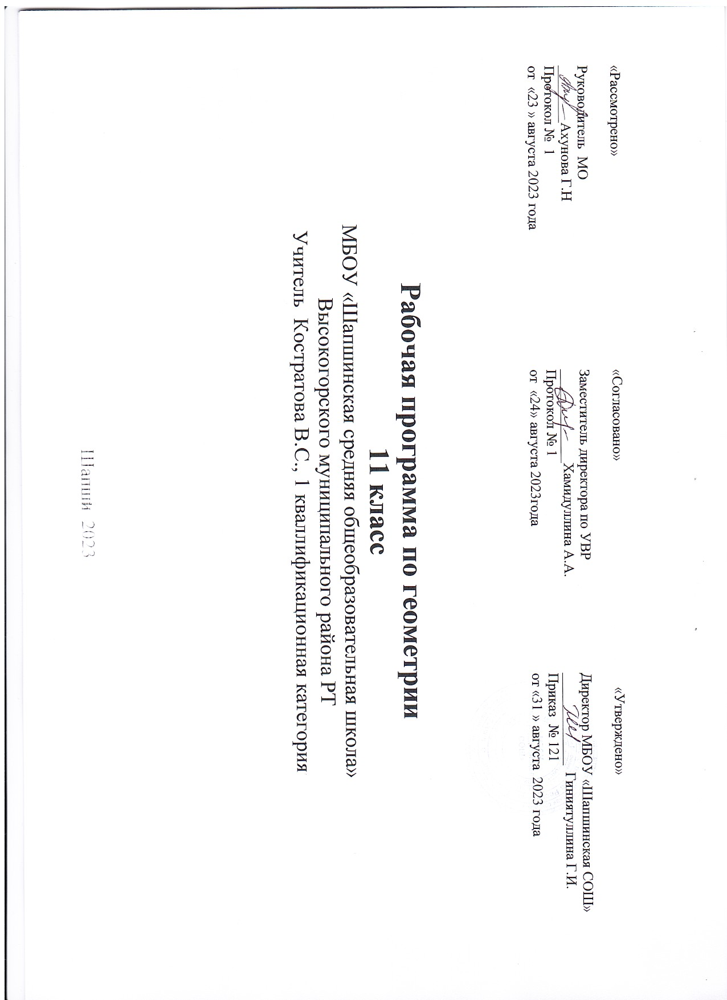 «Рассмотрено»
Руководитель МО
Ахунова Г.Н
Протокол № 1
от «23 » августа 2023 года
«Согласовано»
Заместитель директора по УВР
Хамидуллина А.А.
Протокол № 1
от «24» августа 2023года
«Утверждено»
Директор МБОУ «Шапшинская СОШ»
Гиниятуллина Г.И.
Приказ № 121
от «31 » августа 2023 года
Рабочая программа по геометрии
11 класс
МБОУ «Шапшинская средняя общеобразовательная школа»
Высокогорского муниципального района РТ
Учитель Костратова В.С., 1 кваллификационная категория
Шапши 2023